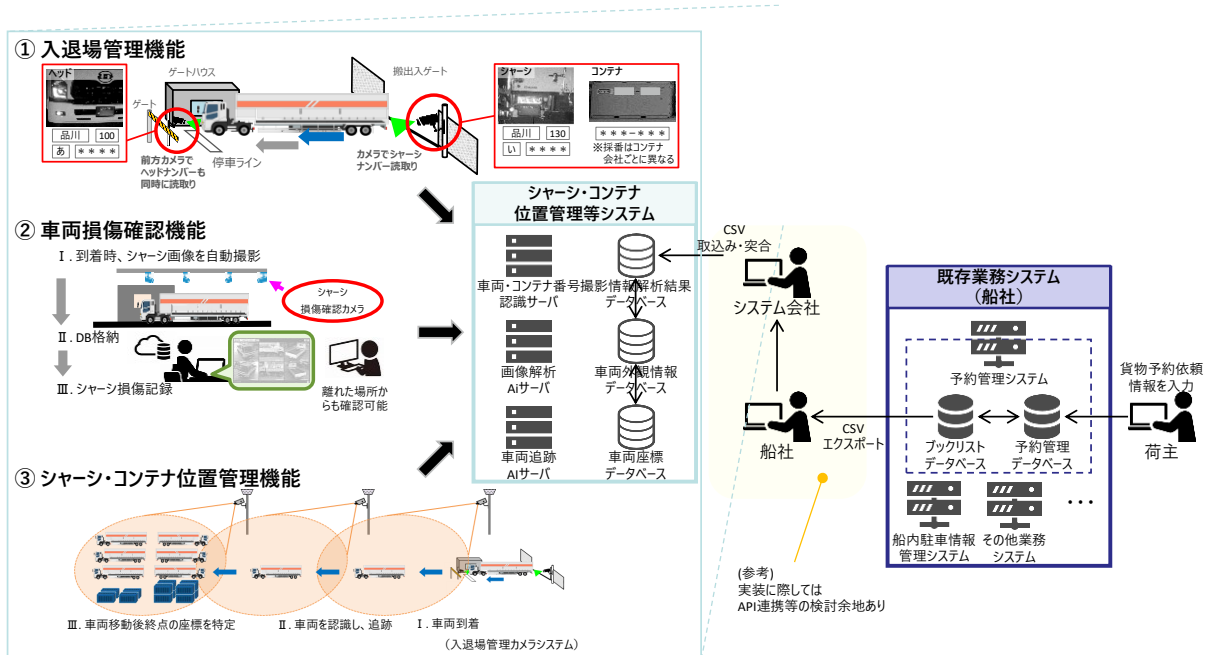 ① 入退場管理機能
ヘッド
ゲートハウス
搬出入ゲート
シャーシ
コンテナ
ゲート
品川 100
あ ＊＊＊＊
品川 130
い ＊＊＊＊
＊＊＊－＊＊＊
※採番はコンテナ
会社ごとに異なる
停車ライン
前方カメラで
ヘッドナンバーも
同時に読取り
カメラでシャーシ
ナンバー読取り
② 車両損傷確認機能
Ⅰ. 到着時、シャーシ画像を自動撮影
シャーシ
損傷確認カメラ
Ⅱ. DB格納
Ⅲ. シャーシ損傷記録
離れた場所か
らも確認可能
③ シャーシ・コンテナ位置管理機能
Ⅲ. 車両移動後終点の座標を特定
Ⅱ. 車両を認識し、追跡
Ⅰ. 車両到着
（入退場管理カメラシステム）
シャーシ・コンテナ
位置管理等システム
車両・コンテナ番号
認識サーバ
撮影情報解析結果
データベース
画像解析
AiサーバÂ
車両外観情報
データベース
車両追跡
AIサーバ
車両座標
データベース
CSV
取込み・突合
システム会社
船社
CSV
エクスポート
既存業務システム
（船社）
予約管理システム
ブックリスト
データベース
予約管理
データベース
船内駐車情報
管理システム
その他業務
システム
…
貨物予約依頼
情報を入力
荷主
(参考)
実装に際しては
API連携等の検討余地あり